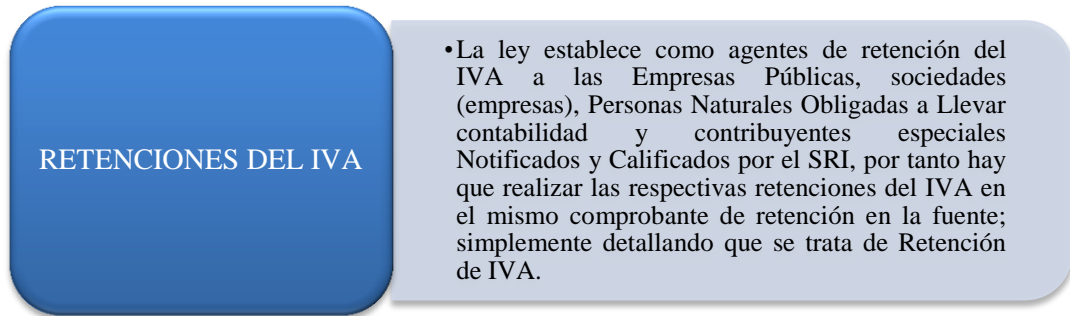 RETENCIONES DEL IVA
•La ley establece como agentes de retención del
IVA a las Empresas Públicas, sociedades
(empresas), Personas Naturales Obligadas a Llevar
contabilidad y contribuyentes especiales
Notificados y Calificados por el SRI, por tanto hay
que realizar las respectivas retenciones del IVA en
el mismo comprobante de retención en la fuente;
simplemente detallando que se trata de Retención
de IVA.